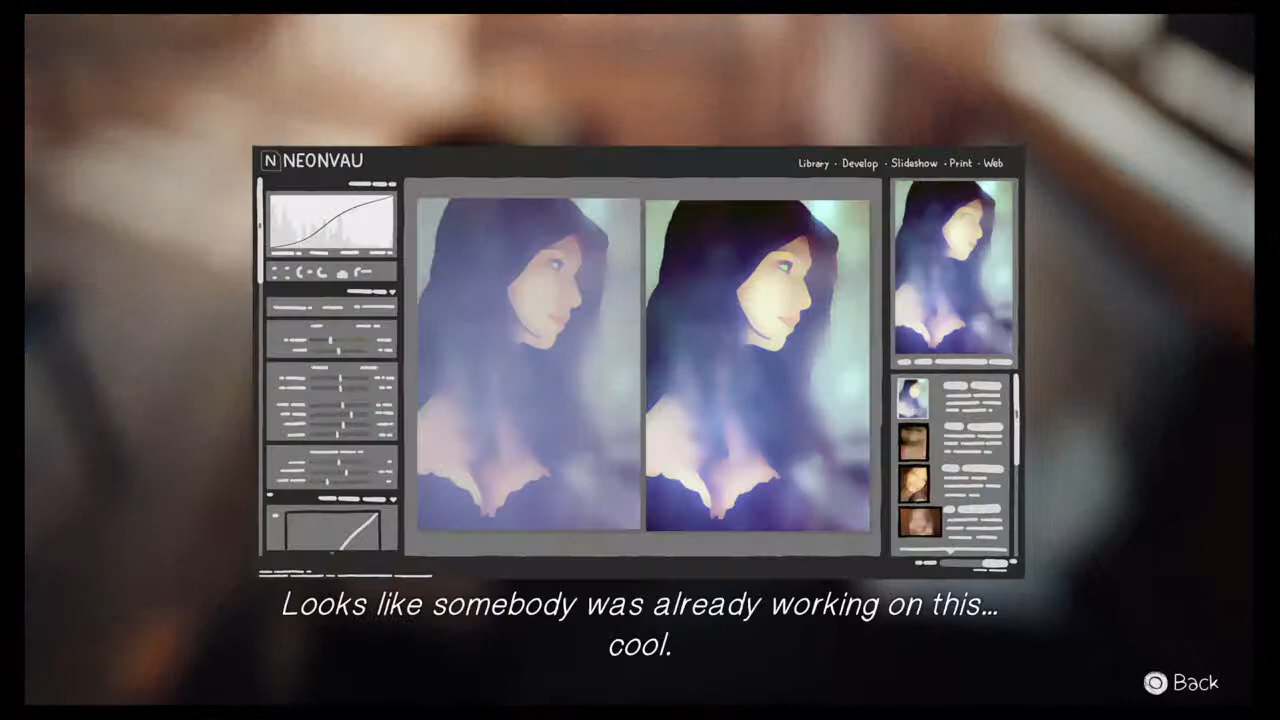 N NEONVAU
Library · Develop · Slideshow · Print · Web
Looks like somebody was already working on this...
cool.
Back